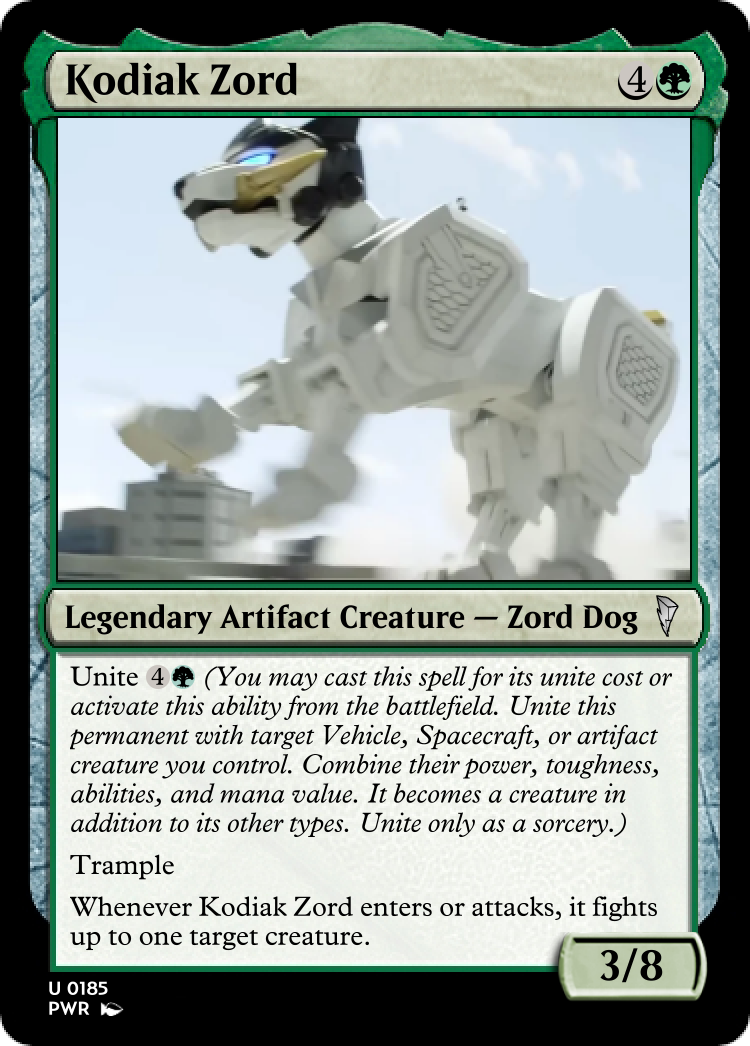 Kodiak Zord 4
Legendary Artifact Creature — Zord Dog
Unite 4 (You may cast this spell for its unite cost or
activate this ability from the battlefield. Unite this
permanent with target Vehicle, Spacecraft, or artifact
creature you control. Combine their power, toughness,
abilities, and mana value. It becomes a creature in
addition to its other types. Unite only as a sorcery.)
Trample
Whenever Kodiak Zord enters or attacks, it fights
up to one target creature.
3/8
U 0185
PWR